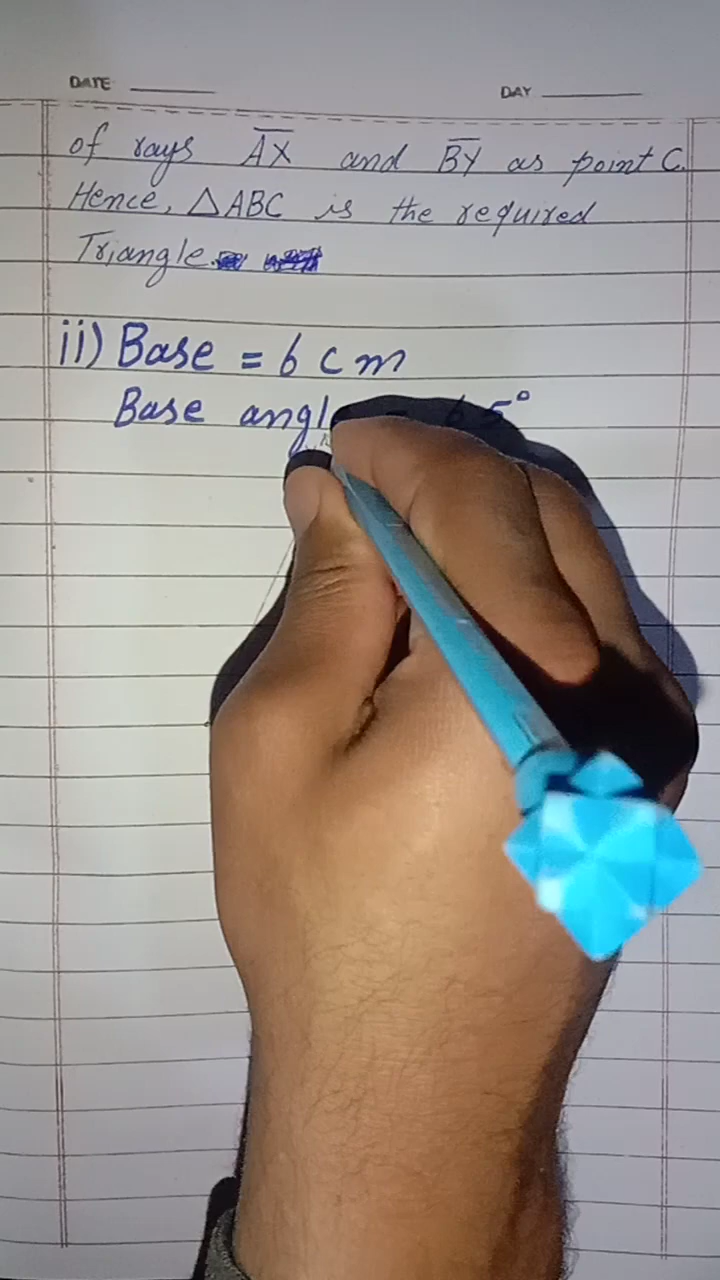 DATE DAY
of rays AX and BY as point C.
Hence, △ABC is the required
Triangle.
ii) Base = 6 cm
Base angl 65°